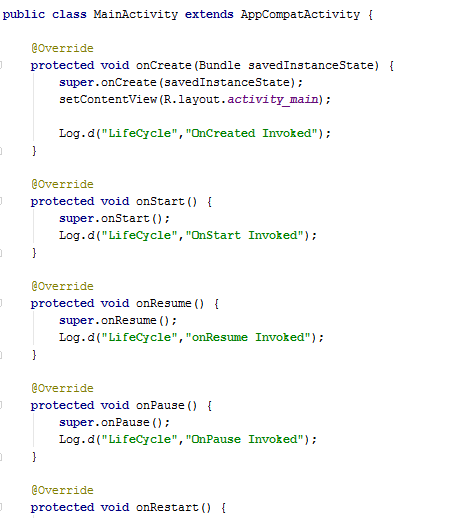 public class MainActivity extends AppCompatActivity {
@Override
protected void onCreate(Bundle savedInstanceState) {
super.onCreate(savedInstanceState);
setContentView(R.layout.activity_main);
Log.d("LifeCycle","OnCreated Invoked");
}
@Override
protected void onStart() {
super.onStart();
Log.d("LifeCycle","OnStart Invoked");
}
@Override
protected void onResume() {
super.onResume();
Log.d("LifeCycle","onResume Invoked");
}
@Override
protected void onPause() {
super.onPause();
Log.d("LifeCycle","OnPause Invoked");
}
@Override
protected void onRestart() {